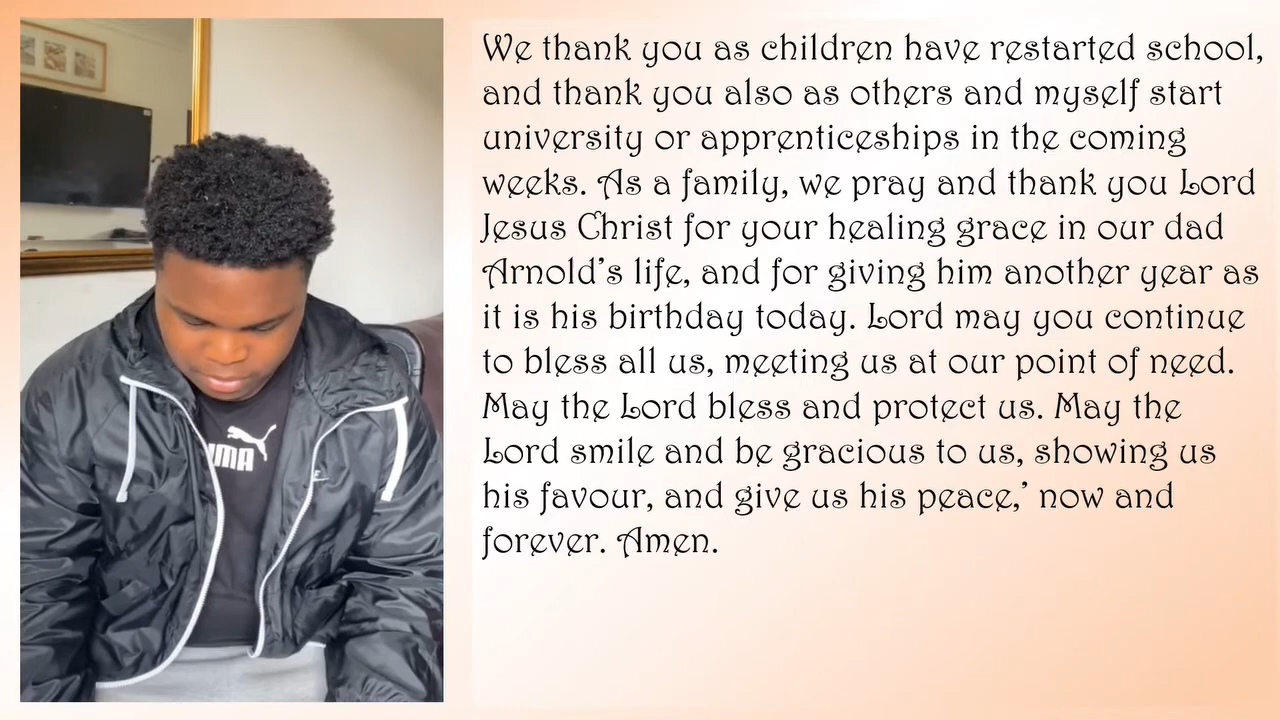 We thank you as children have restarted school,
and thank you also as others and myself start
university or apprenticeships in the coming
weeks. As a family, we pray and thank you Lord
Jesus Christ for your healing grace in our dad
Arnold's life, and for giving him another year as
it is his birthday today. Lord may you continue
to bless all us, meeting us at our point of need.
May the Lord bless and protect us. May the
Lord smile and be gracious to us, showing us
his favour, and give us his peace,' now and
forever. Amen.
PUMA